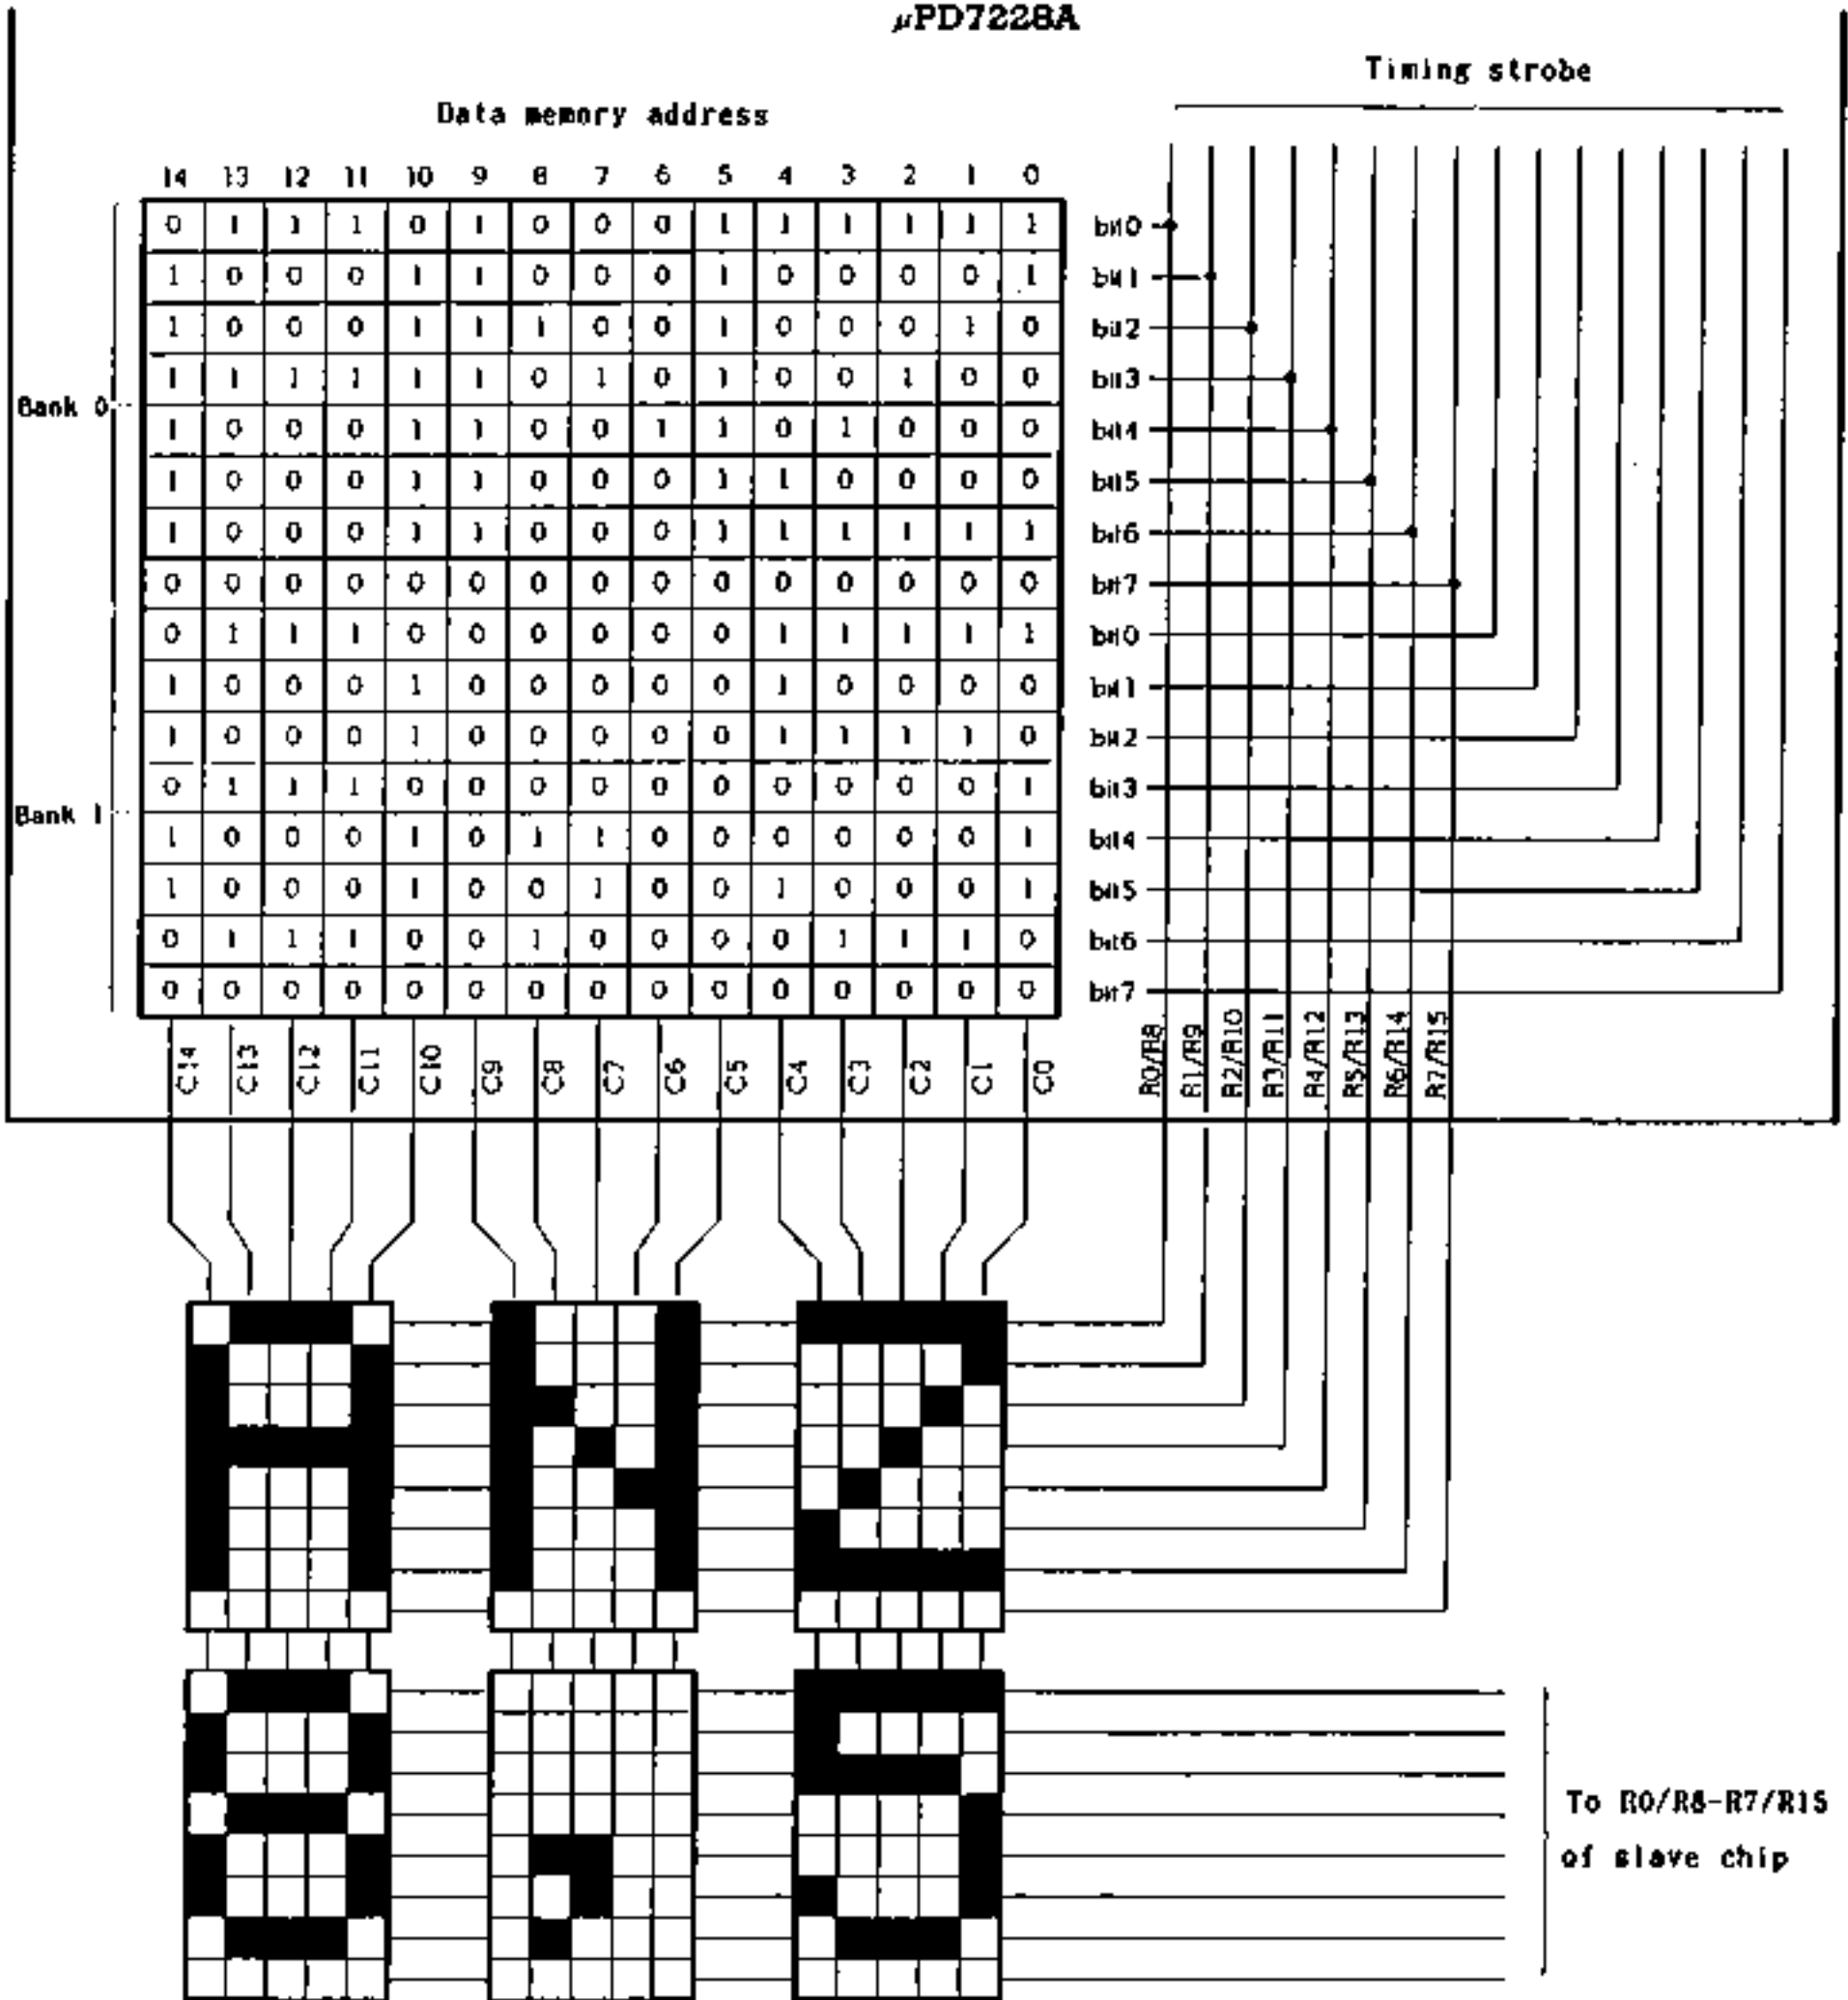 μPD7228A
Timing strobe
Data memory address
14 13 12 11 10 9 8 7 6 5 4 3 2 1 0
0 1 1 1 0 1 0 0 0 1 1 1 1 1 1 bit0
1 0 0 0 1 1 0 0 0 1 0 0 0 0 1 bit1
1 0 0 0 1 1 1 0 0 1 0 0 0 1 0 bit2
1 1 1 1 1 1 0 1 0 1 0 0 1 0 0 bit3
Bank 0
1 0 0 0 1 1 0 0 1 1 0 1 0 0 0 bit4
1 0 0 0 1 1 0 0 0 1 1 0 0 0 0 bit5
1 0 0 0 1 1 0 0 0 1 1 1 1 1 1 bit6
0 0 0 0 0 0 0 0 0 0 0 0 0 0 0 bit7
0 1 1 1 0 0 0 0 0 0 1 1 1 1 1 bit0
1 0 0 0 1 0 0 0 0 0 1 0 0 0 0 bit1
1 0 0 0 1 0 0 0 0 0 1 1 1 1 0 bit2
0 1 1 1 0 0 0 0 0 0 0 0 0 0 1 bit3
Bank 1
1 0 0 0 1 0 1 1 0 0 0 0 0 0 1 bit4
1 0 0 0 1 0 0 1 0 0 1 0 0 0 1 bit5
0 1 1 1 0 0 1 0 0 0 0 1 1 1 0 bit6
0 0 0 0 0 0 0 0 0 0 0 0 0 0 0 bit7
C14 C13 C12 C11 C10 C9 C8 C7 C6 C5 C4 C3 C2 C1 C0 R0/R8 R1/R9 R2/R10 R3/R11 R4/R12 R5/R13 R6/R14 R7/R15
To R0/R8-R7/R15
of slave chip